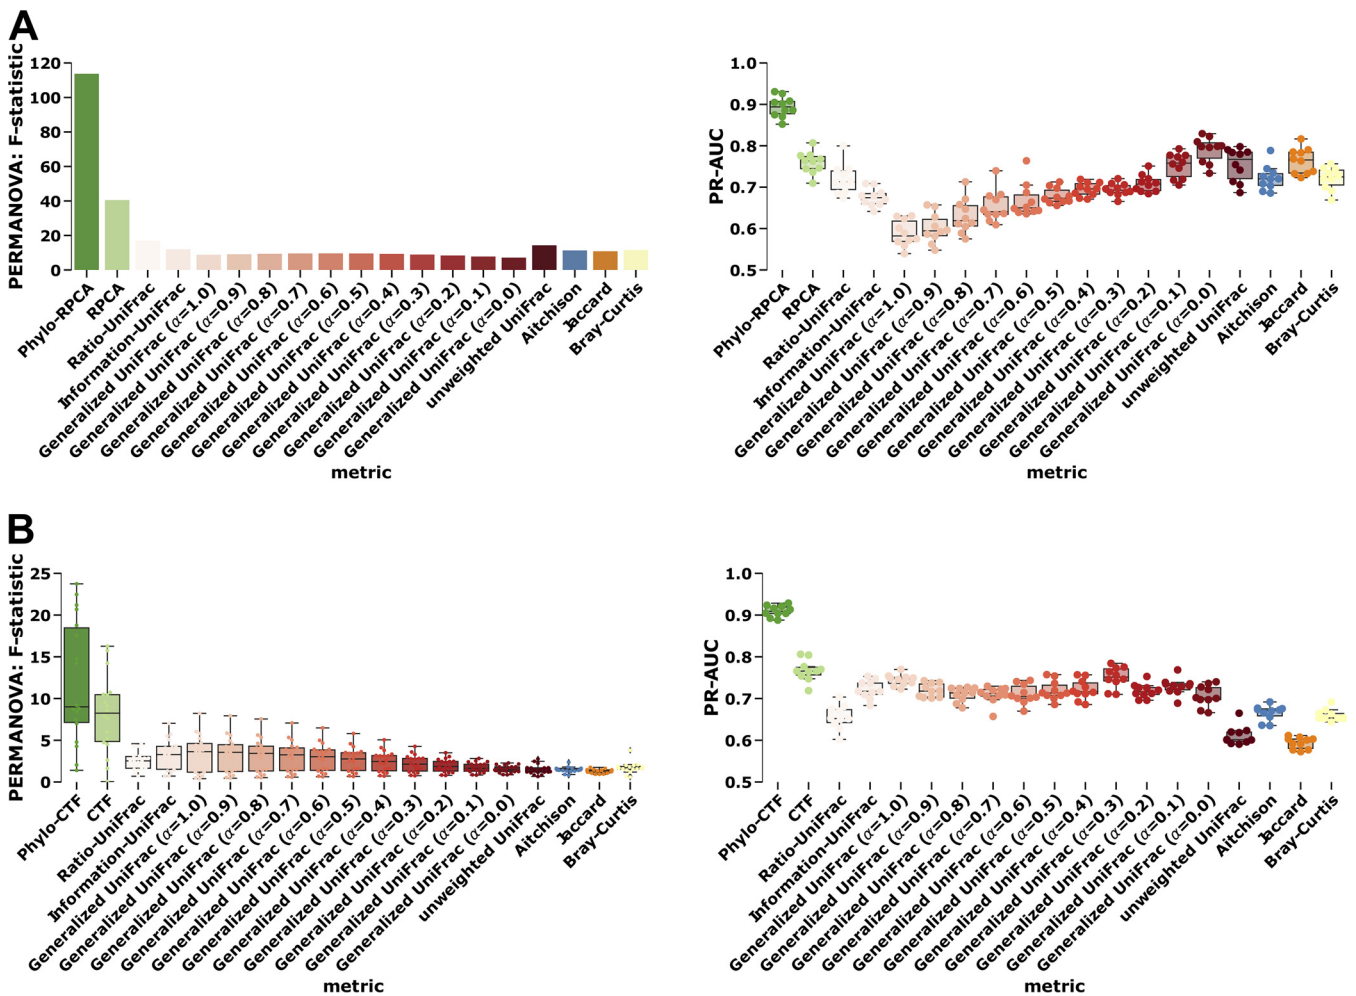 A
PERMANOVA: F-statistic
120
100
80
60
40
20
0
Phylo-RPCA
RPCA
Ratio-UniFrac
Information-UniFrac
Generalized UniFrac (α=1.0)
Generalized UniFrac (α=0.9)
Generalized UniFrac (α=0.8)
Generalized UniFrac (α=0.7)
Generalized UniFrac (α=0.6)
Generalized UniFrac (α=0.5)
Generalized UniFrac (α=0.4)
Generalized UniFrac (α=0.3)
Generalized UniFrac (α=0.2)
Generalized UniFrac (α=0.1)
Generalized UniFrac (α=0.0)
unweighted UniFrac
Aitchison
Jaccard
Bray-Curtis
metric
PR-AUC
1.0
0.9
0.8
0.7
0.6
0.5
Phylo-RPCA
RPCA
Ratio-UniFrac
Information-UniFrac
Generalized UniFrac (α=1.0)
Generalized UniFrac (α=0.9)
Generalized UniFrac (α=0.8)
Generalized UniFrac (α=0.7)
Generalized UniFrac (α=0.6)
Generalized UniFrac (α=0.5)
Generalized UniFrac (α=0.4)
Generalized UniFrac (α=0.3)
Generalized UniFrac (α=0.2)
Generalized UniFrac (α=0.1)
Generalized UniFrac (α=0.0)
unweighted UniFrac
Aitchison
Jaccard
Bray-Curtis
metric
B
PERMANOVA: F-statistic
25
20
15
10
5
0
Phylo-CTF
CTF
Ratio-UniFrac
Information-UniFrac
Generalized UniFrac (α=1.0)
Generalized UniFrac (α=0.9)
Generalized UniFrac (α=0.8)
Generalized UniFrac (α=0.7)
Generalized UniFrac (α=0.6)
Generalized UniFrac (α=0.5)
Generalized UniFrac (α=0.4)
Generalized UniFrac (α=0.3)
Generalized UniFrac (α=0.2)
Generalized UniFrac (α=0.1)
Generalized UniFrac (α=0.0)
unweighted UniFrac
Aitchison
Jaccard
Bray-Curtis
metric
PR-AUC
1.0
0.9
0.8
0.7
0.6
0.5
Phylo-CTF
CTF
Ratio-UniFrac
Information-UniFrac
Generalized UniFrac (α=1.0)
Generalized UniFrac (α=0.9)
Generalized UniFrac (α=0.8)
Generalized UniFrac (α=0.7)
Generalized UniFrac (α=0.6)
Generalized UniFrac (α=0.5)
Generalized UniFrac (α=0.4)
Generalized UniFrac (α=0.3)
Generalized UniFrac (α=0.2)
Generalized UniFrac (α=0.1)
Generalized UniFrac (α=0.0)
unweighted UniFrac
Aitchison
Jaccard
Bray-Curtis
metric